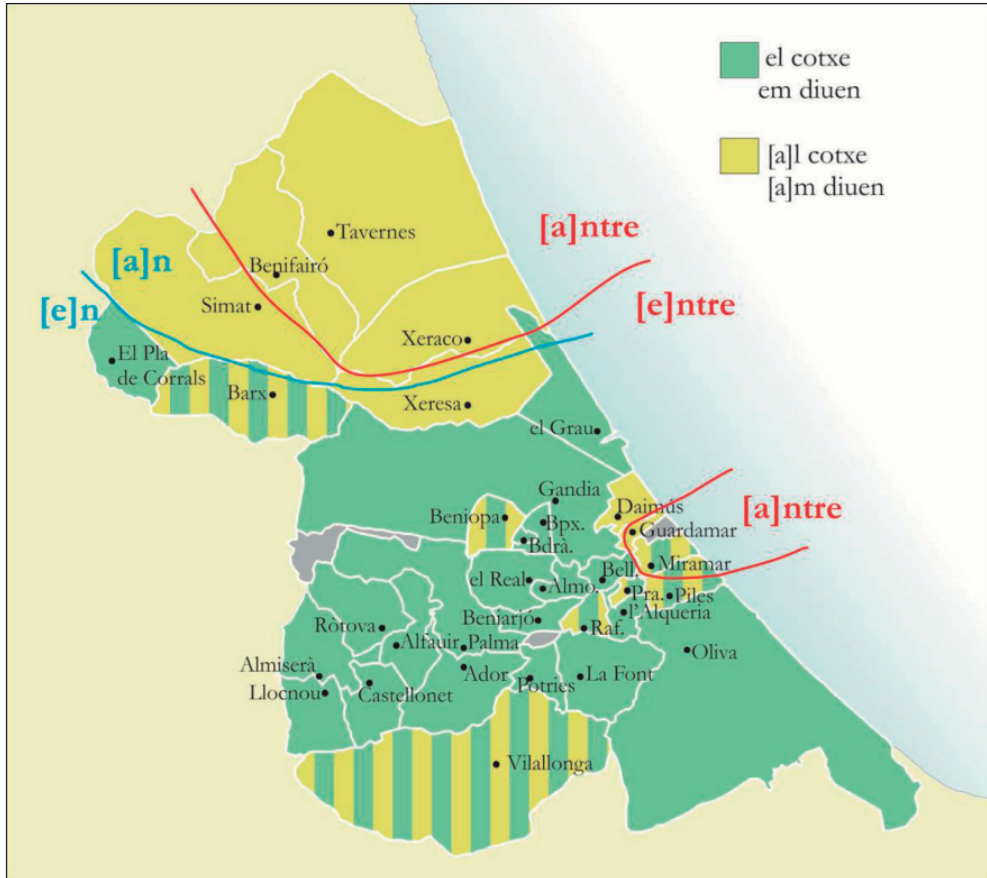 el cotxe
em diuen
[a]l cotxe
[a]m diuen
Tavernes
[a]ntre
[a]n
Benifairó
[e]n
Simat
[e]ntre
Xeraco
El Pla
de Corrals
Barx
Xeresa
el Grau
Gandia
Daimús
[a]ntre
Beniopa
Bpx.
Guardamar
Bdrà.
Miramar
el Real
Almo.
Bell.
Pra.
Piles
l'Alqueria
Beniarjó
Raf.
Ròtova
Alfauir
Palma
Oliva
Almiserà
Ador
La Font
Llocnou
Castellonet
Potries
Vilallonga